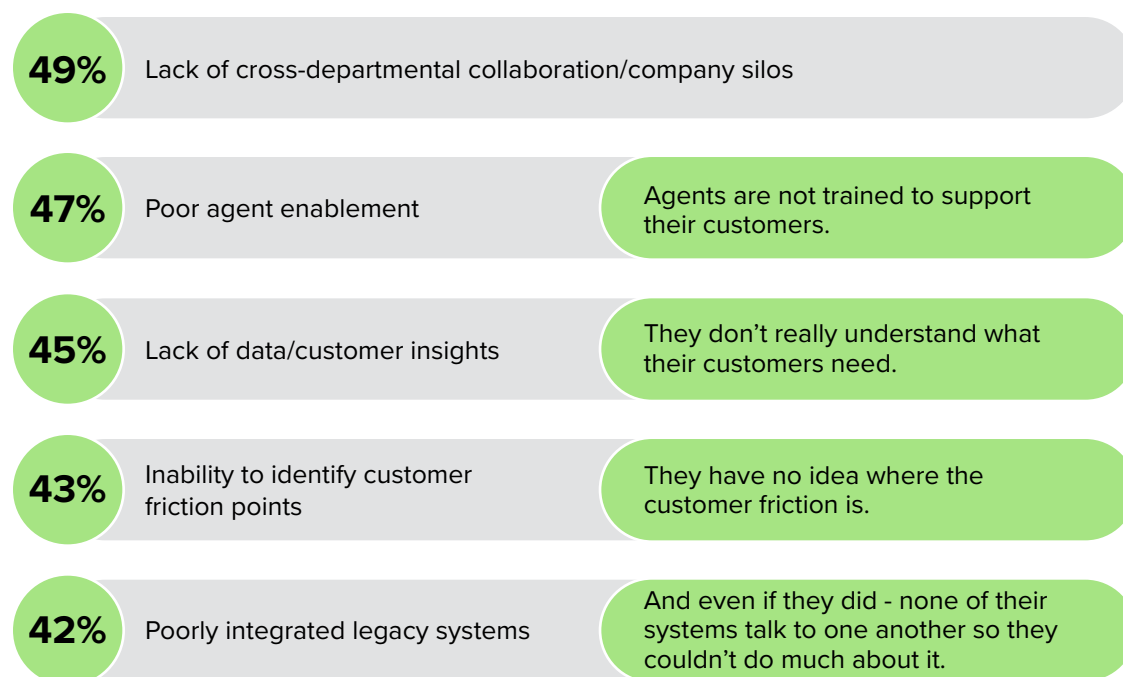 49%
Lack of cross-departmental collaboration/company silos
47%
Poor agent enablement
Agents are not trained to support
their customers.
45%
Lack of data/customer insights
They don’t really understand what
their customers need.
43%
Inability to identify customer
friction points
They have no idea where the
customer friction is.
42%
Poorly integrated legacy systems
And even if they did - none of their
systems talk to one another so they
couldn’t do much about it.